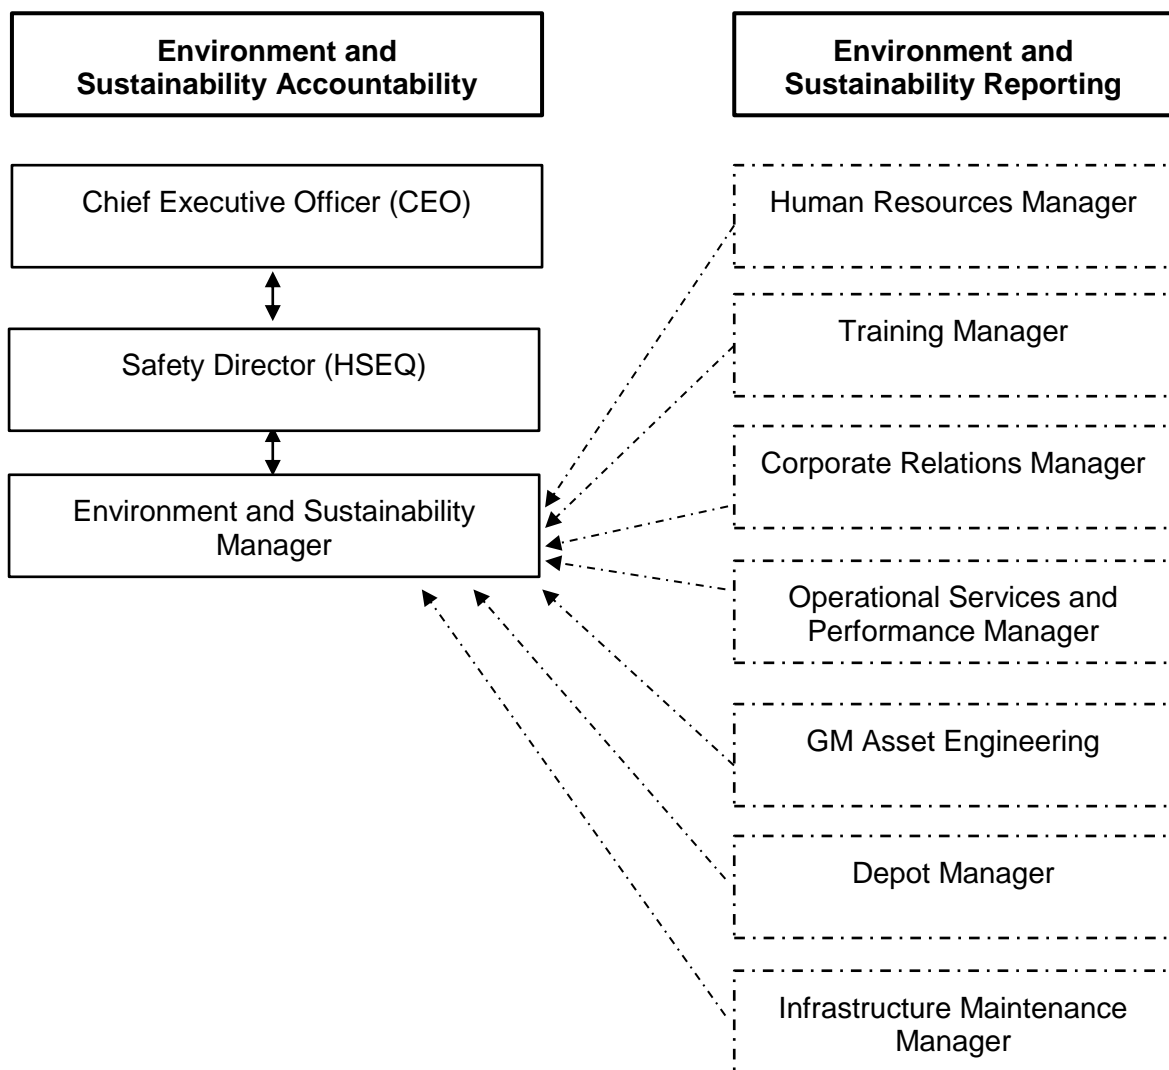 Environment and
Sustainability Accountability
Environment and
Sustainability Reporting
Chief Executive Officer (CEO)
Safety Director (HSEQ)
Environment and Sustainability
Manager
Human Resources Manager
Training Manager
Corporate Relations Manager
Operational Services and
Performance Manager
GM Asset Engineering
Depot Manager
Infrastructure Maintenance
Manager